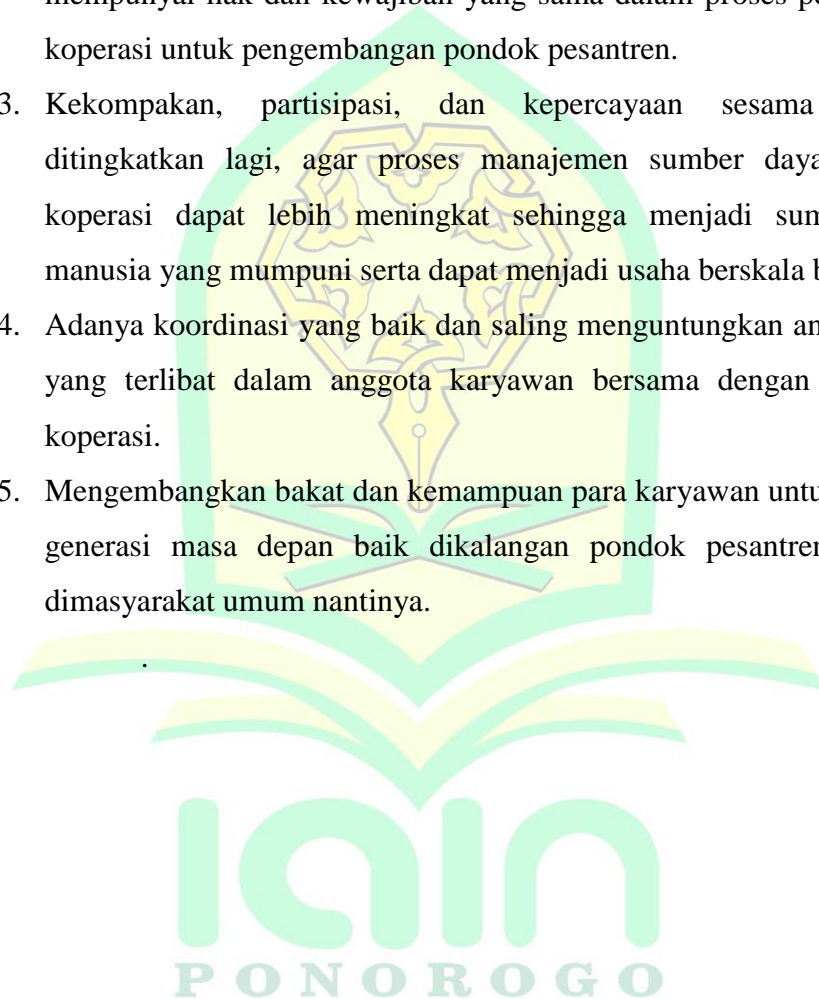 koperasi untuk pengembangan pondok pesantren.
3. Kekompakan, partisipasi, dan kepercayaan sesama
ditingkatkan lagi, agar proses manajemen sumber daya
koperasi dapat lebih meningkat sehingga menjadi sum
manusia yang mumpuni serta dapat menjadi usaha berskala b
4. Adanya koordinasi yang baik dan saling menguntungkan an
yang terlibat dalam anggota karyawan bersama dengan
koperasi.
5. Mengembangkan bakat dan kemampuan para karyawan untu
generasi masa depan baik dikalangan pondok pesantren
dimasyarakat umum nantinya.
.
IAIN
PONOROGO